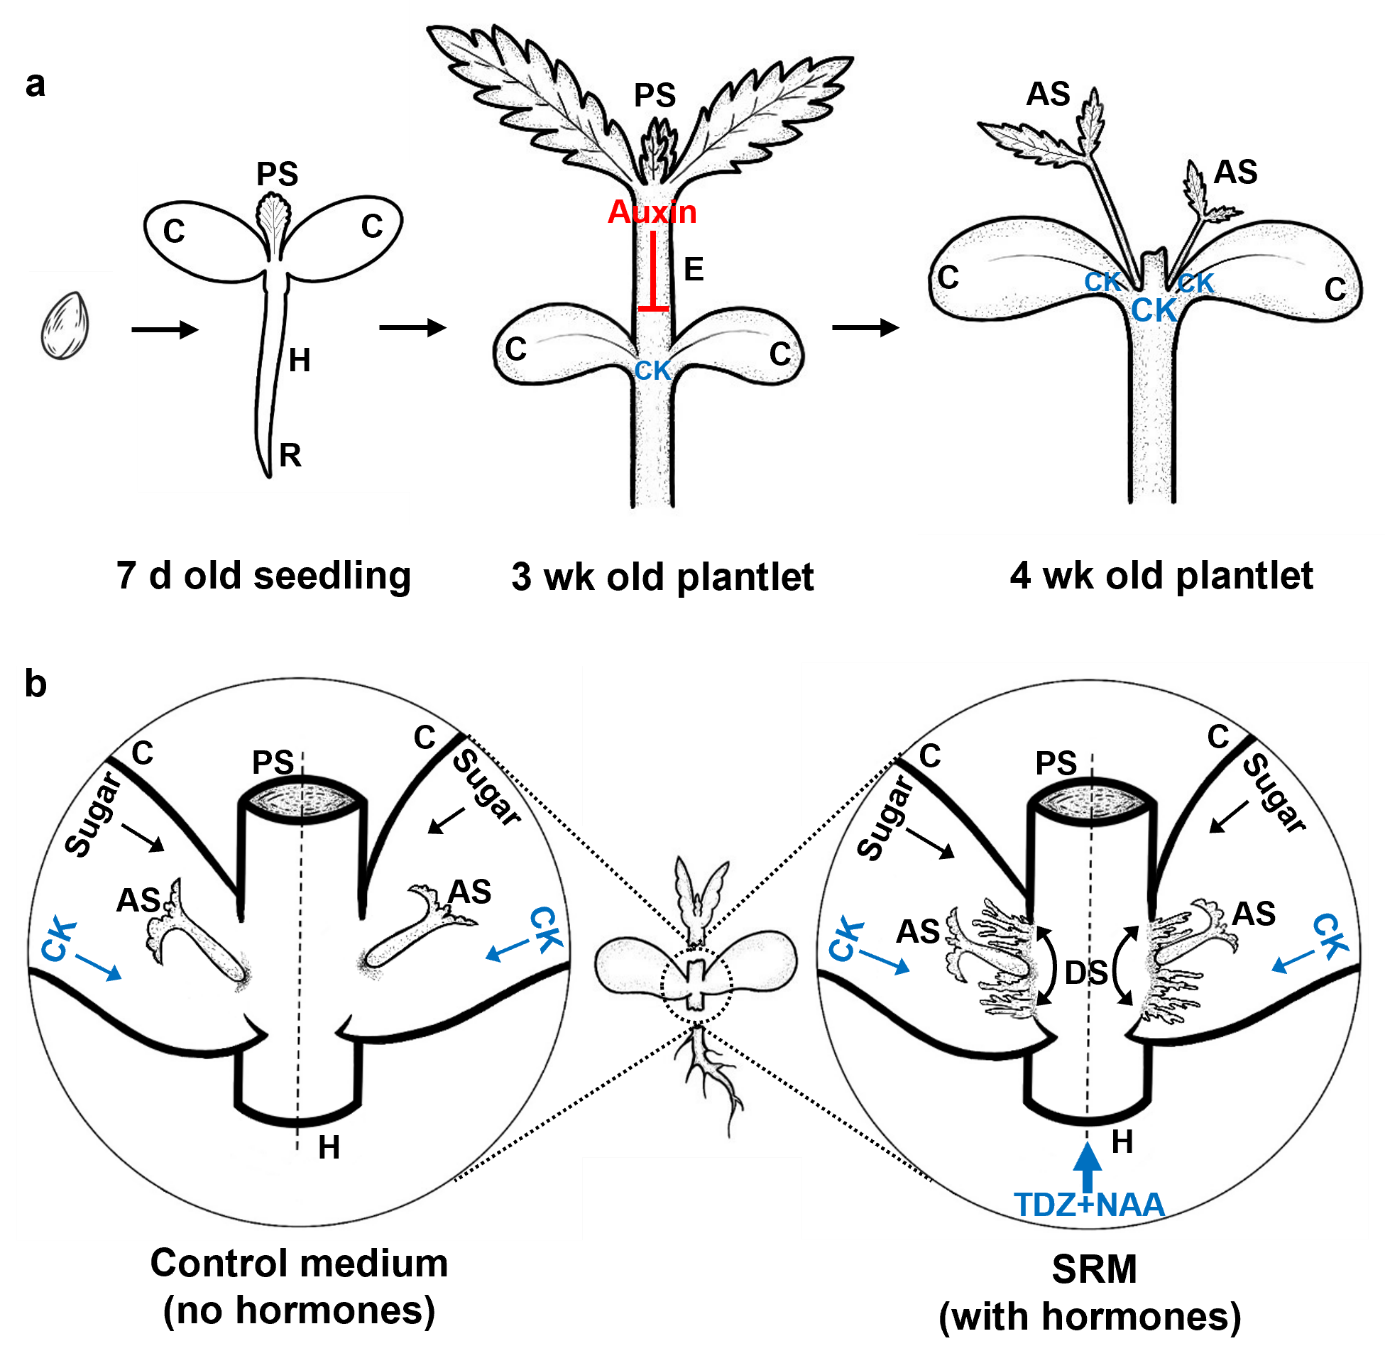 a
PS
C
C
H
R
7 d old seedling
PS
Auxin
E
C
C
CK
3 wk old plantlet
AS
AS
C
C
CK
CK
CK
4 wk old plantlet
b
C
C
PS
Sugar
Sugar
AS
AS
CK
CK
H
Control medium
(no hormones)
C
C
PS
Sugar
Sugar
AS
AS
CK
CK
DS
H
TDZ+NAA
SRM
(with hormones)